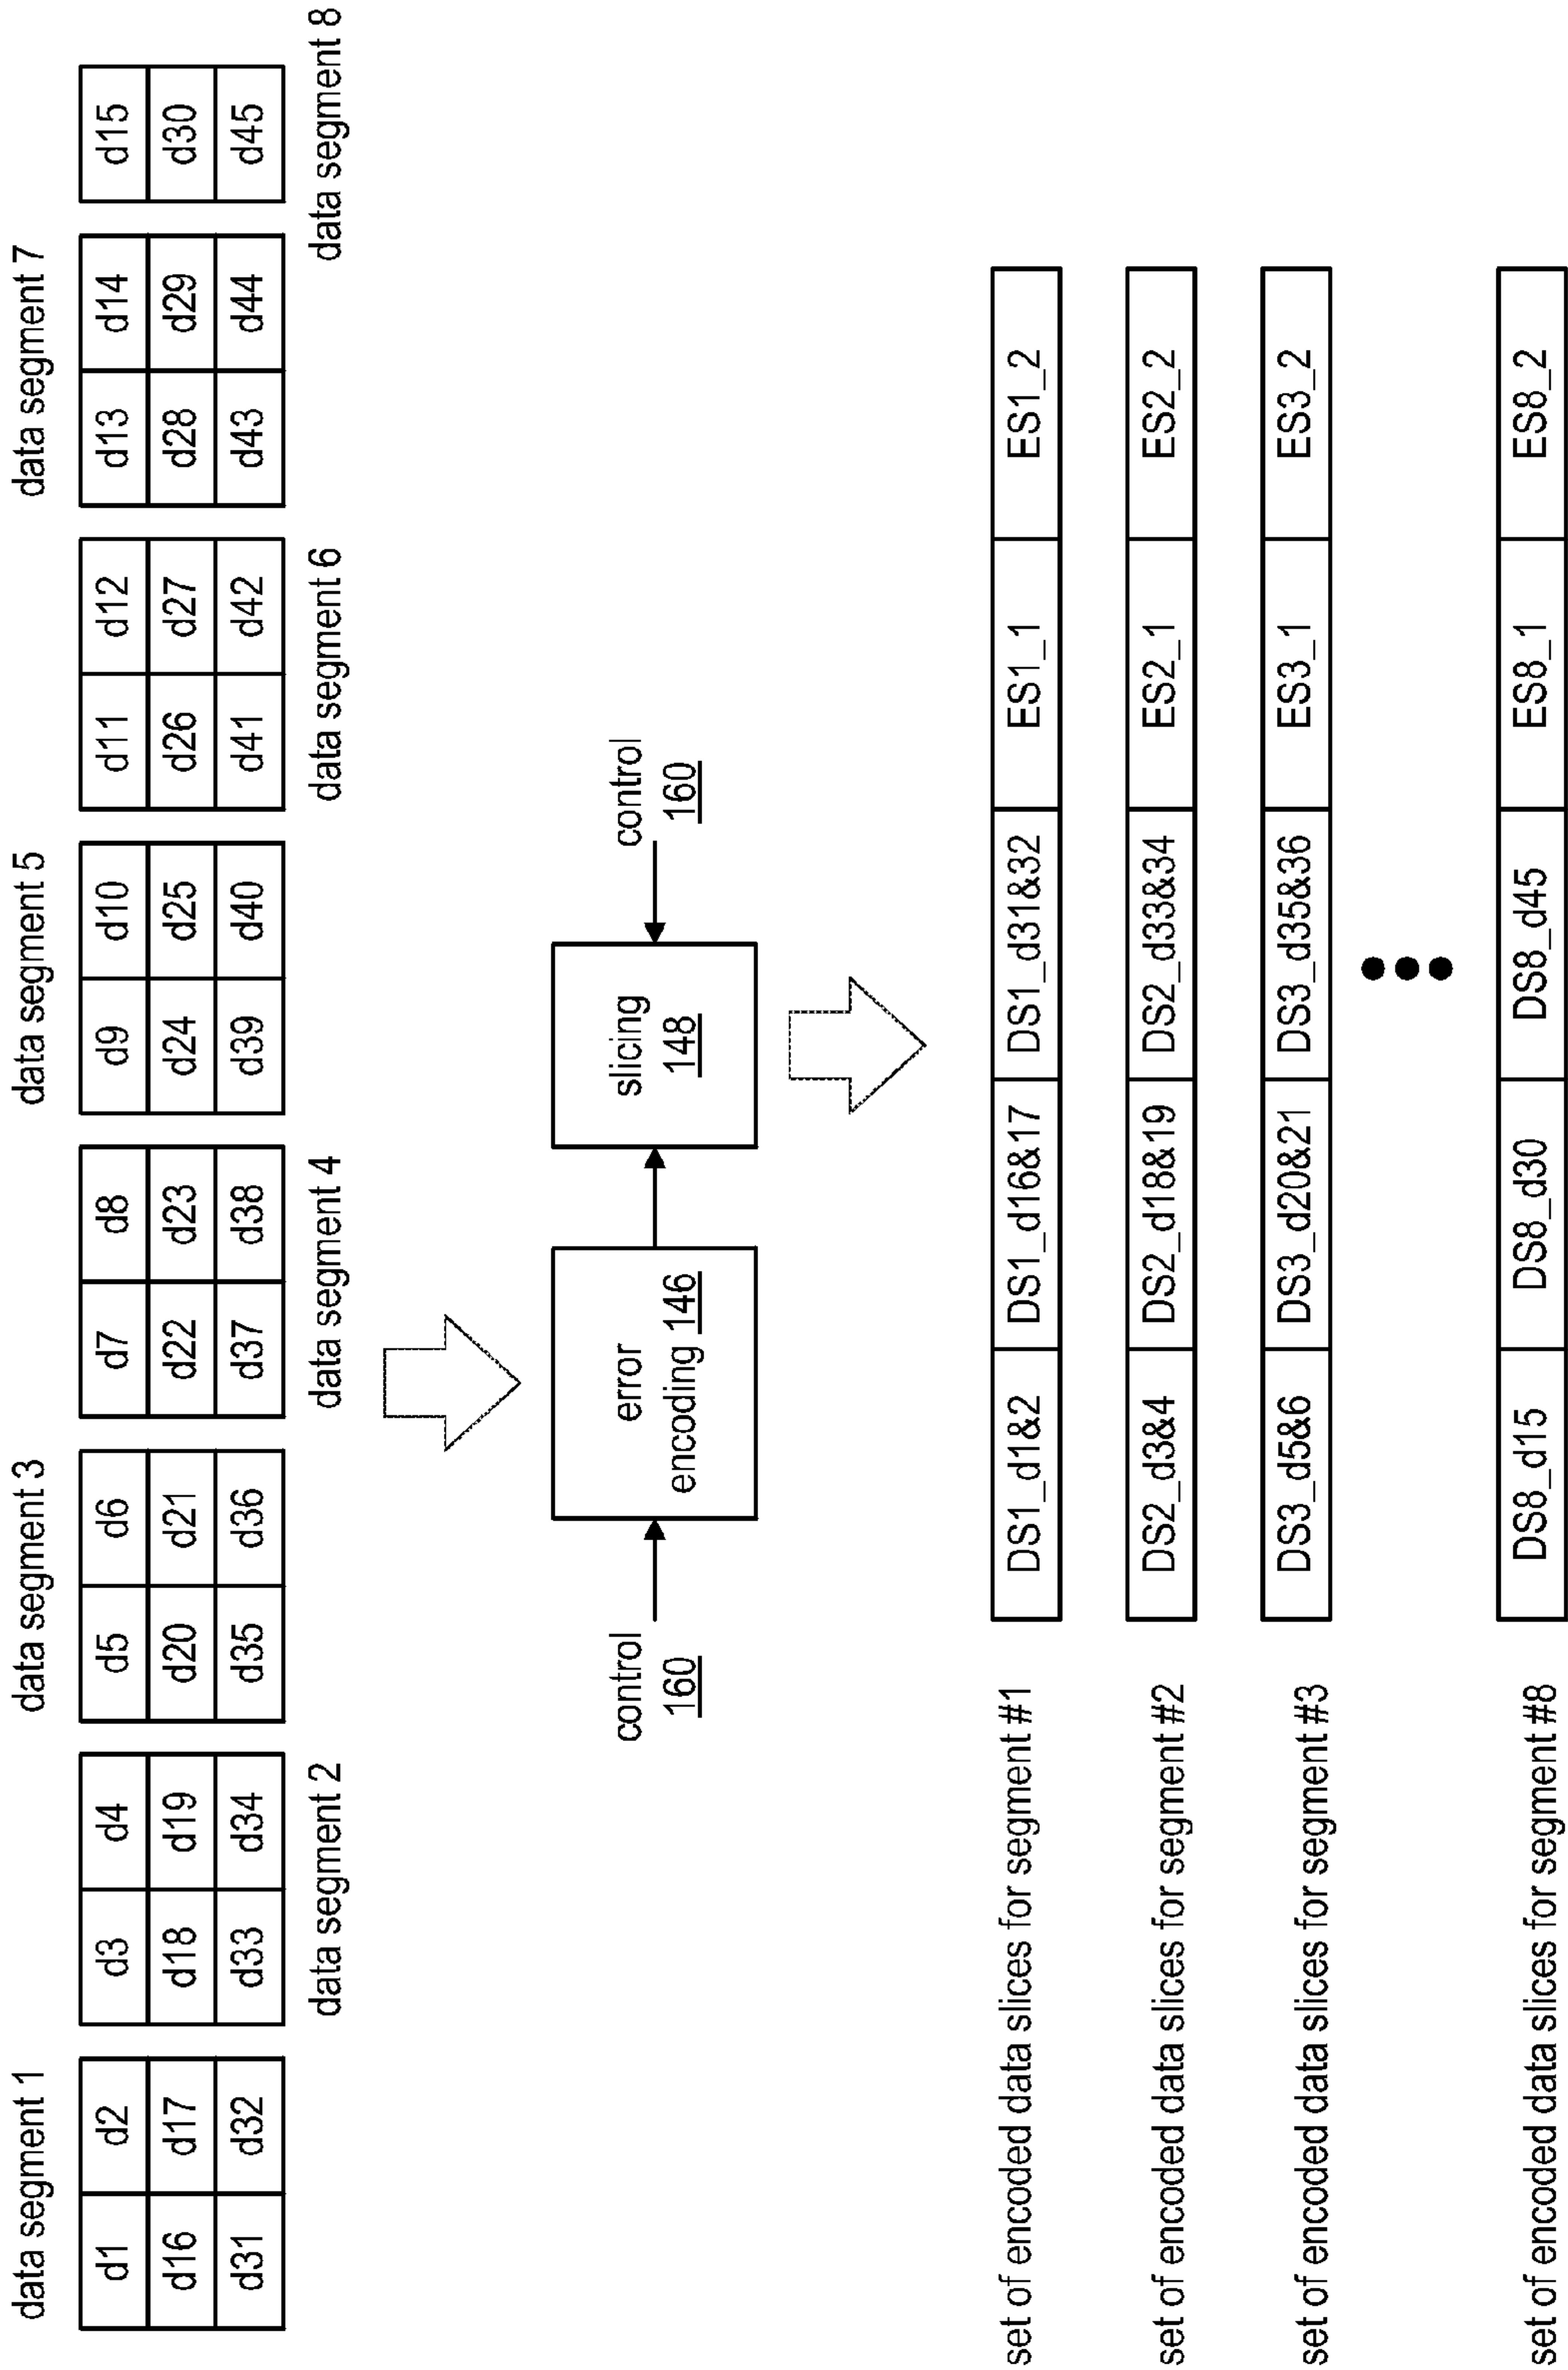 data segment 1
data segment 3
data segment 5
data segment 7
d1 d2 d3 d4 d5 d6 d7 d8 d9 d10 d11 d12 d13 d14 d15
d16 d17 d18 d19 d20 d21 d22 d23 d24 d25 d26 d27 d28 d29 d30
d31 d32 d33 d34 d35 d36 d37 d38 d39 d40 d41 d42 d43 d44 d45
data segment 2
data segment 4
data segment 6
data segment 8
control
160
error
encoding 146
slicing
148
control
160
set of encoded data slices for segment #1
DS1_d1&2 DS1_d16&17 DS1_d31&32 ES1_1 ES1_2
set of encoded data slices for segment #2
DS2_d3&4 DS2_d18&19 DS2_d33&34 ES2_1 ES2_2
set of encoded data slices for segment #3
DS3_d5&6 DS3_d20&21 DS3_d35&36 ES3_1 ES3_2
set of encoded data slices for segment #8
DS8_d15 DS8_d30 DS8_d45 ES8_1 ES8_2